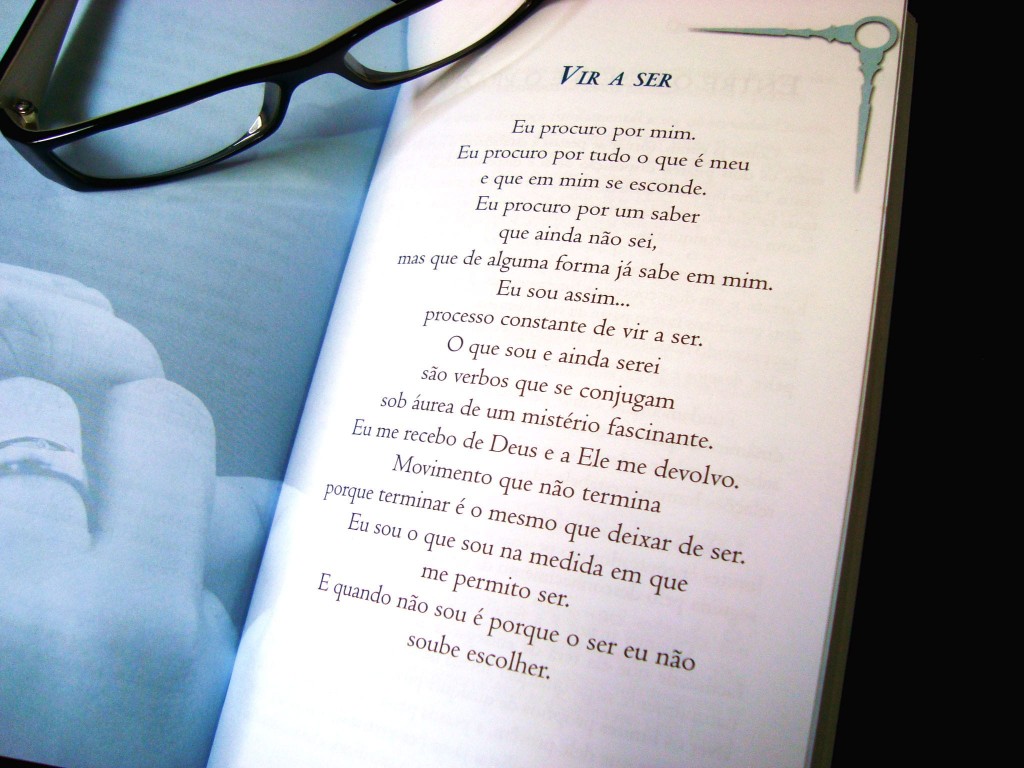 VIR A SER
Eu procuro por mim.
Eu procuro por tudo o que é meu
e que em mim se esconde.
Eu procuro por um saber
que ainda não sei,
mas que de alguma forma já sabe em mim.
Eu sou assim...
processo constante de vir a ser.
O que sou e ainda serei
são verbos que se conjugam
sob áurea de um mistério fascinante.
Eu me recebo de Deus e a Ele me devolvo.
Movimento que não termina
porque terminar é o mesmo que deixar de ser.
Eu sou o que sou na medida em que
me permito ser.
E quando não sou é porque o ser eu não
soube escolher.